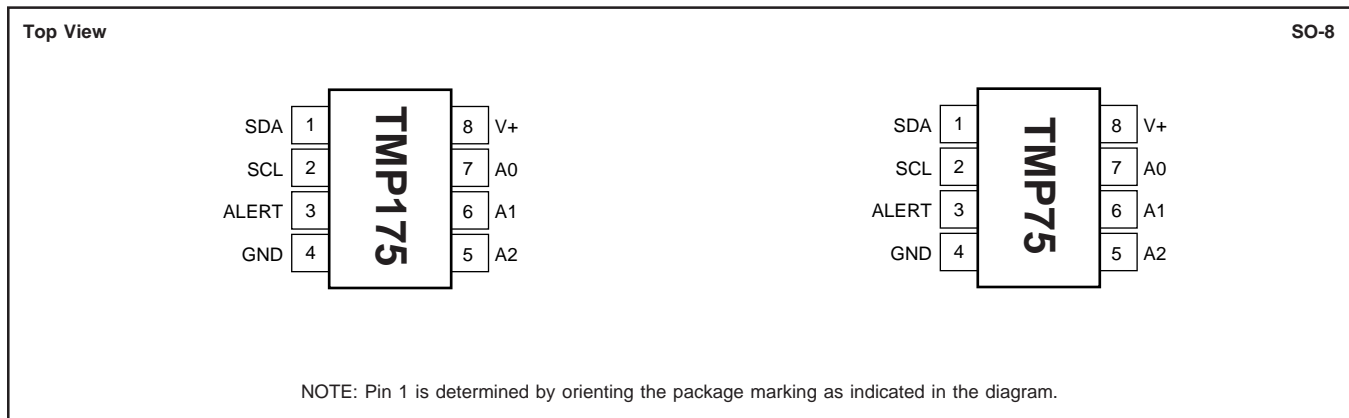 Top View SO-8
SDA 1 8 V+ SDA 1 8 V+
SCL 2 7 A0 SCL 2 7 A0
ALERT 3 6 A1 ALERT 3 6 A1
GND 4 5 A2 GND 4 5 A2
TMP175 TMP75
NOTE: Pin 1 is determined by orienting the package marking as indicated in the diagram.